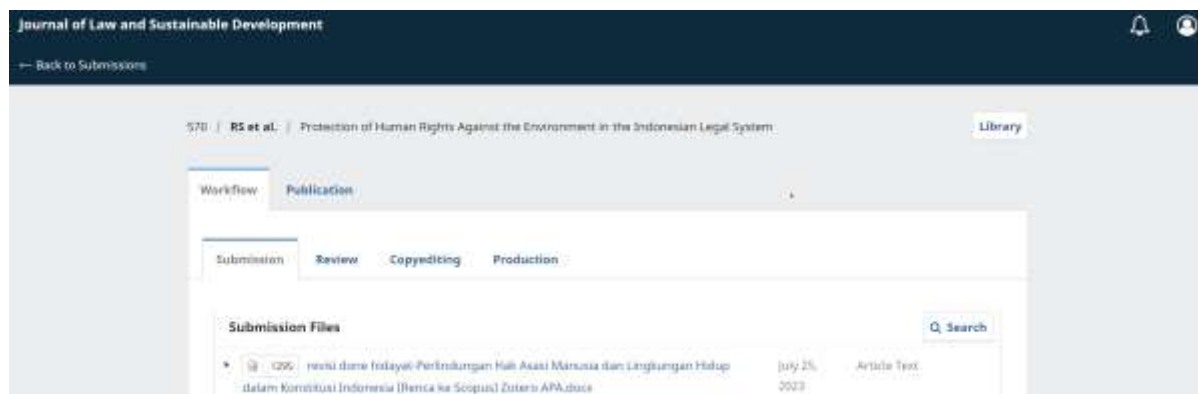 Journal of Law and Sustainable Development
← Back to Submissions
570 / RS et al. / Protection of Human Rights Against the Environment in the Indonesian Legal System
Library
Workflow Publication
Submission Review Copyediting Production
Submission Files
Search
revisi done hidayat-Perlindungan Hak Asasi Manusia dan Lingkungan Hidup July 25, Article Text
dalam Konstitusi Indonesia [Renca ke Scopus] Zotero APA.docx 2023